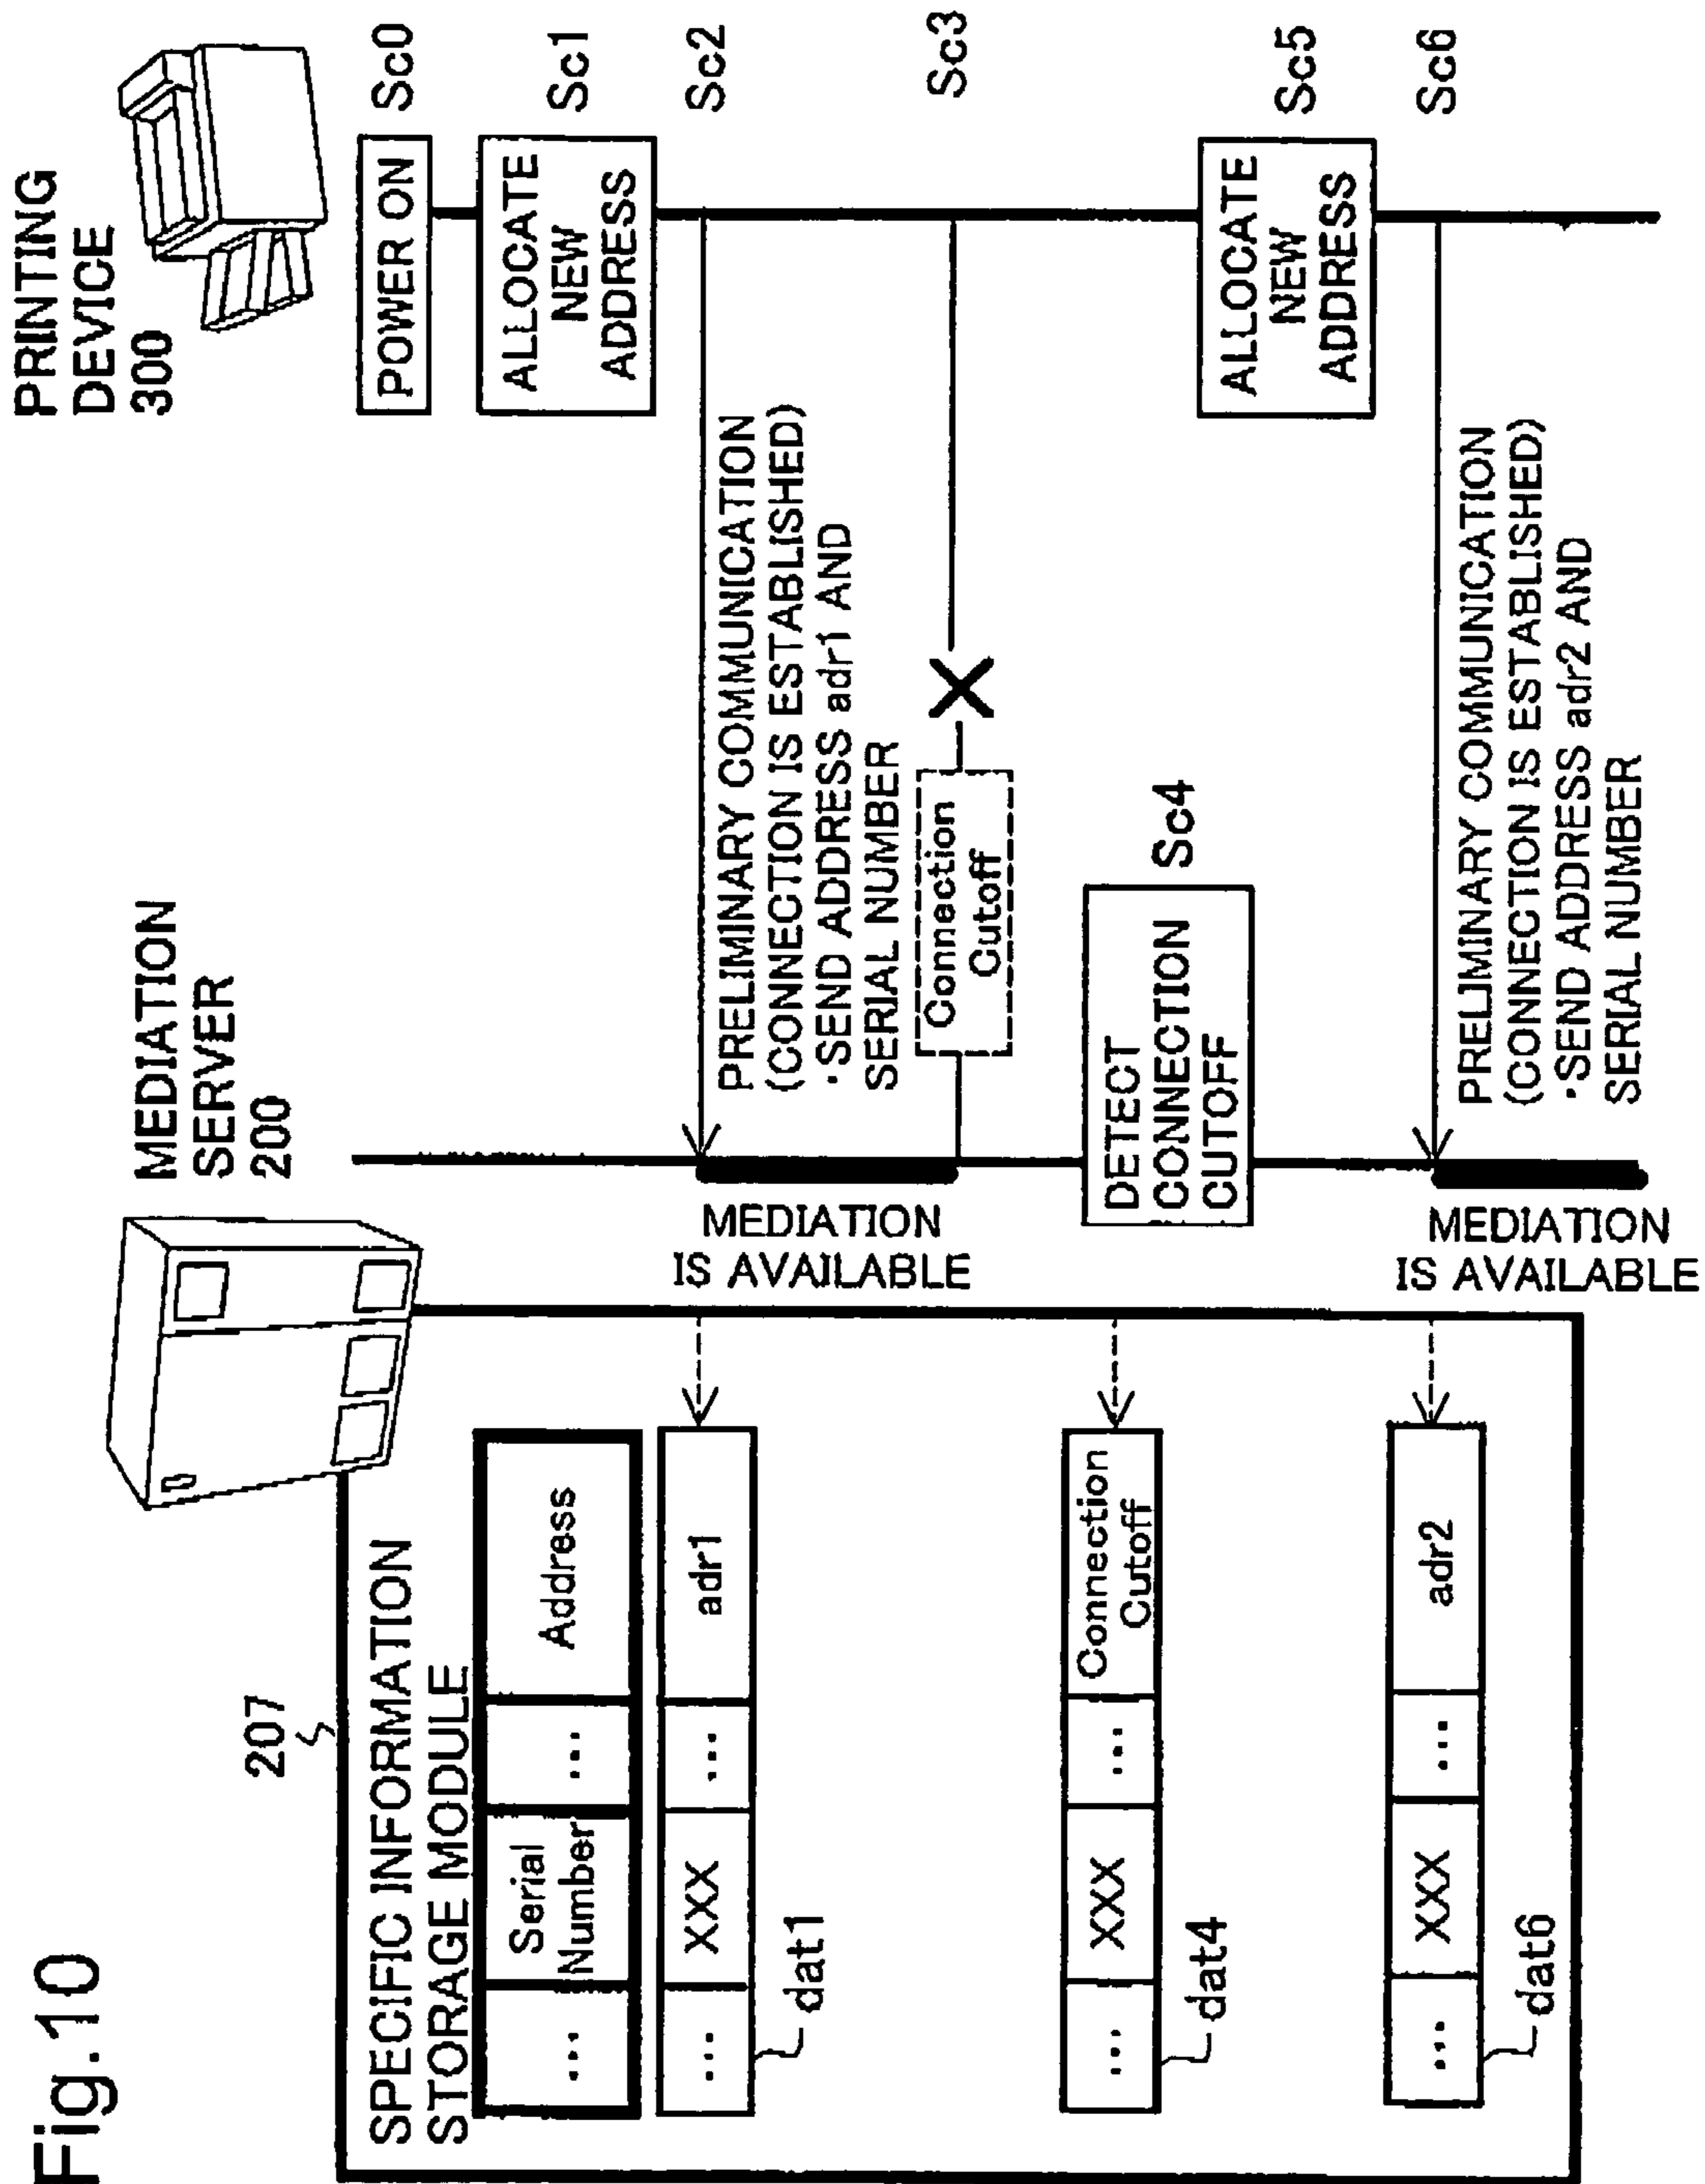 Fig.10
207
SPECIFIC INFORMATION
STORAGE MODULE
...
Serial
Number
...
Address
...
XXX
...
adr1
dat1
...
XXX
...
Connection
Cutoff
dat4
...
XXX
...
adr2
dat6
MEDIATION
SERVER
200
MEDIATION
IS AVAILABLE
DETECT
CONNECTION
CUTOFF
Sc4
MEDIATION
IS AVAILABLE
PRELIMINARY COMMUNICATION
(CONNECTION IS ESTABLISHED)
·SEND ADDRESS adr1 AND
SERIAL NUMBER
Connection
Cutoff
PRELIMINARY COMMUNICATION
(CONNECTION IS ESTABLISHED)
·SEND ADDRESS adr2 AND
SERIAL NUMBER
PRINTING
DEVICE
300
POWER ON
Sc0
ALLOCATE
NEW
ADDRESS
Sc1
Sc2
Sc3
ALLOCATE
NEW
ADDRESS
Sc5
Sc6